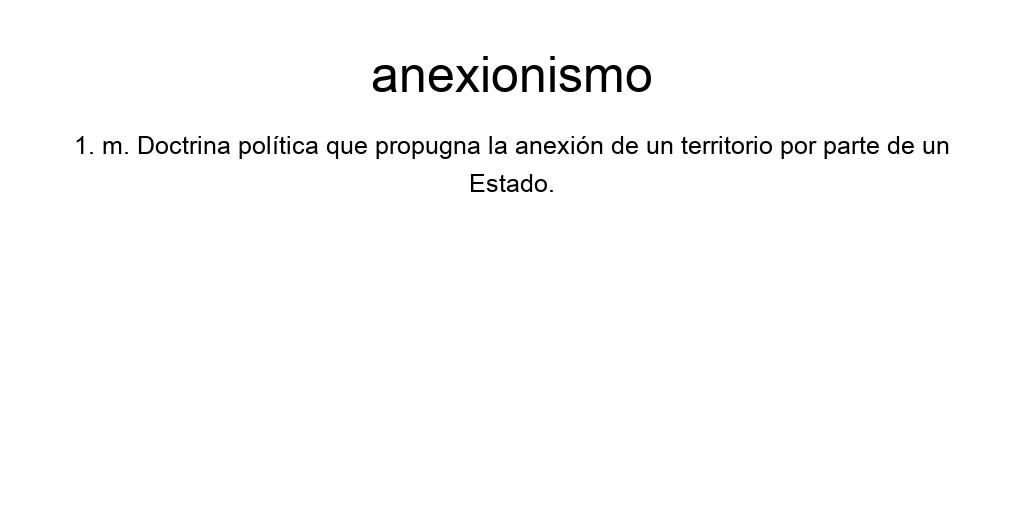 anexionismo
1. m. Doctrina política que propugna la anexión de un territorio por parte de un
Estado.